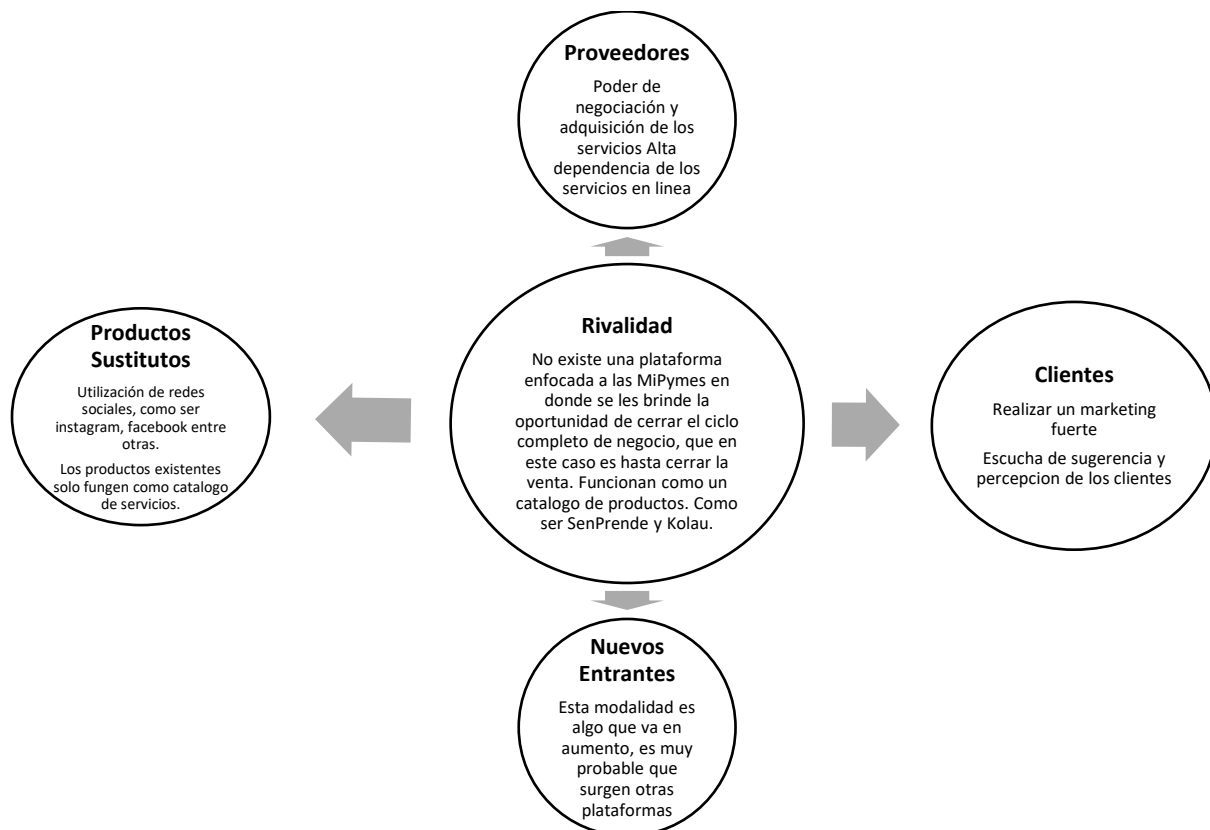 Proveedores
Poder de
negociación y
adquisición de los
servicios Alta
dependencia de los
servicios en linea
Productos
Sustitutos
Utilización de redes
sociales, como ser
instagram, facebook entre
otras.
Los productos existentes
solo fungen como catalogo
de servicios.
Rivalidad
No existe una plataforma
enfocada a las MiPymes en
donde se les brinde la
oportunidad de cerrar el ciclo
completo de negocio, que en
este caso es hasta cerrar la
venta. Funcionan como un
catalogo de productos. Como
ser SenPrende y Kolau.
Clientes
Realizar un marketing
fuerte
Escucha de sugerencia y
percepcion de los clientes
Nuevos
Entrantes
Esta modalidad es
algo que va en
aumento, es muy
probable que
surgen otras
plataformas